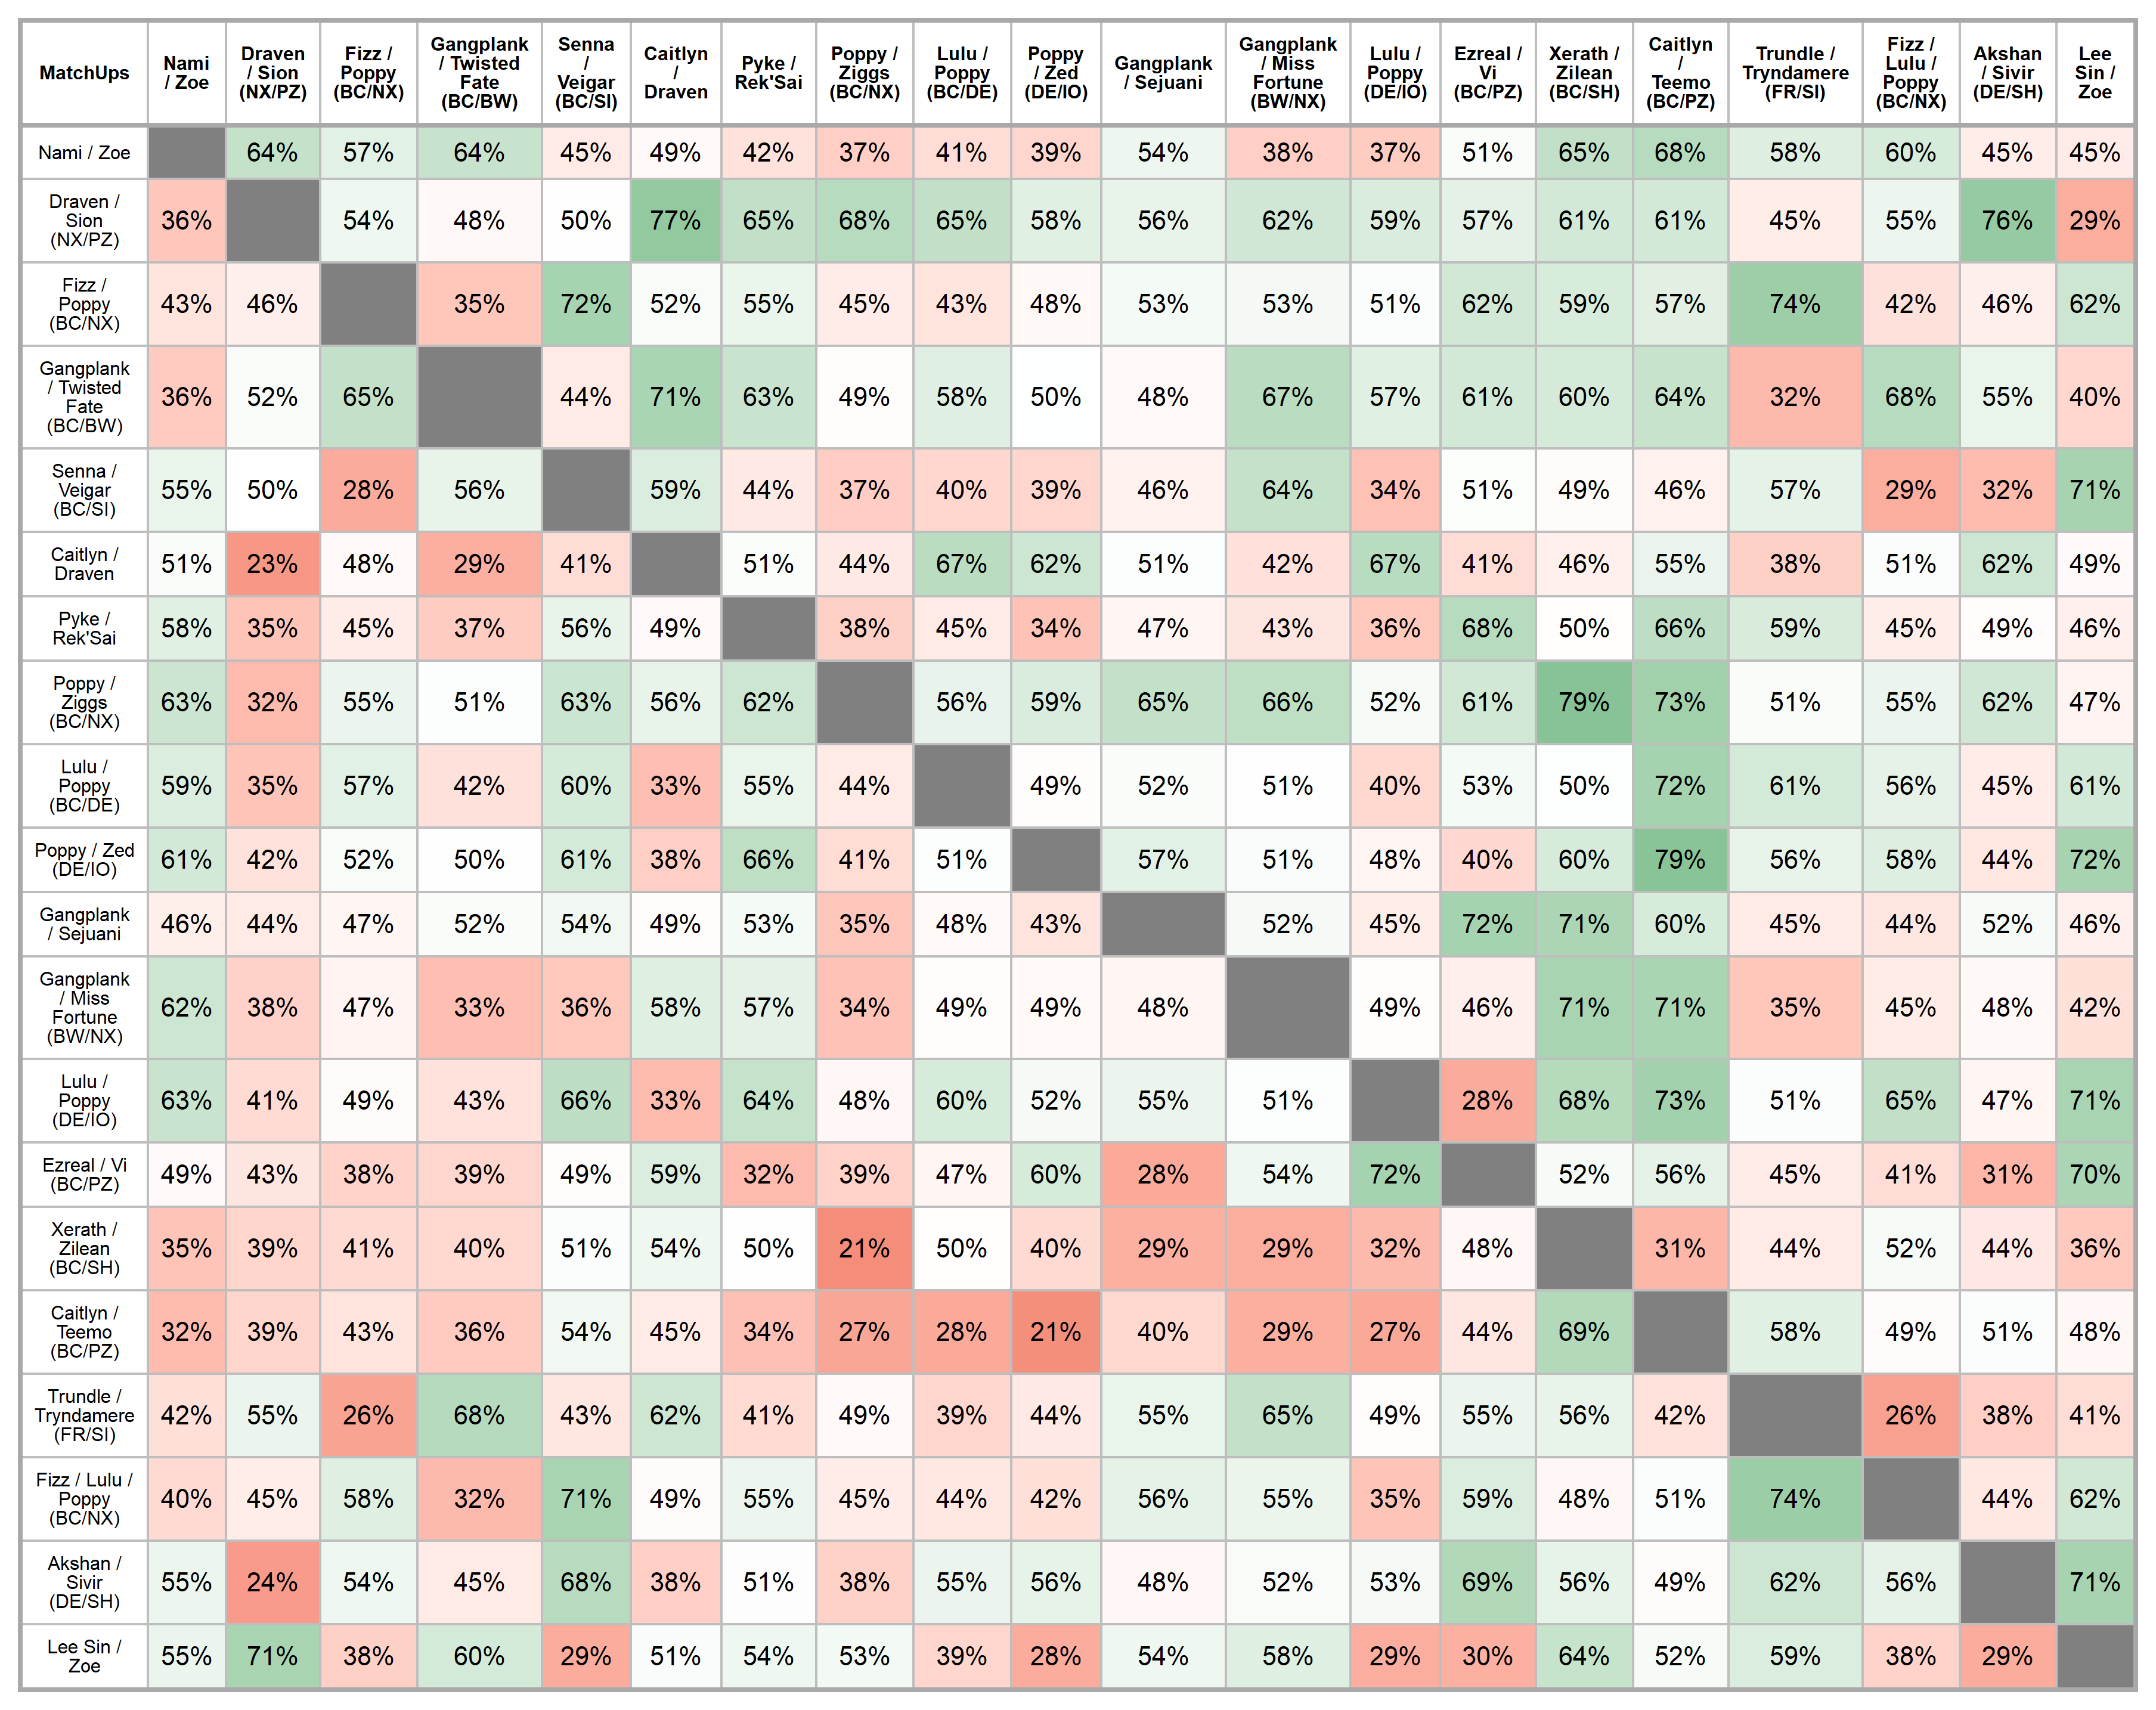 MatchUps Nami / Zoe Draven / Sion (NX/PZ) Fizz / Poppy (BC/NX) Gangplank / Twisted Fate (BC/BW) Senna / Veigar (BC/SI) Caitlyn / Draven Pyke / Rek'Sai Poppy / Ziggs (BC/NX) Lulu / Poppy (BC/DE) Poppy / Zed (DE/IO) Gangplank / Sejuani Gangplank / Miss Fortune (BW/NX) Lulu / Poppy (DE/IO) Ezreal / Vi (BC/PZ) Xerath / Zilean (BC/SH) Caitlyn / Teemo (BC/PZ) Trundle / Tryndamere (FR/SI) Fizz / Lulu / Poppy (BC/NX) Akshan / Sivir (DE/SH) Lee Sin / Zoe
Nami / Zoe 64% 57% 64% 45% 49% 42% 37% 41% 39% 54% 38% 37% 51% 65% 68% 58% 60% 45% 45%
Draven / Sion (NX/PZ) 36% 54% 48% 50% 77% 65% 68% 65% 58% 56% 62% 59% 57% 61% 61% 45% 55% 76% 29%
Fizz / Poppy (BC/NX) 43% 46% 35% 72% 52% 55% 45% 43% 48% 53% 53% 51% 62% 59% 57% 74% 42% 46% 62%
Gangplank / Twisted Fate (BC/BW) 36% 52% 65% 44% 71% 63% 49% 58% 50% 48% 67% 57% 61% 60% 64% 32% 68% 55% 40%
Senna / Veigar (BC/SI) 55% 50% 28% 56% 59% 44% 37% 40% 39% 46% 64% 34% 51% 49% 46% 57% 29% 32% 71%
Caitlyn / Draven 51% 23% 48% 29% 41% 51% 44% 67% 62% 51% 42% 67% 41% 46% 55% 38% 51% 62% 49%
Pyke / Rek'Sai 58% 35% 45% 37% 56% 49% 38% 45% 34% 47% 43% 36% 68% 50% 66% 59% 45% 49% 46%
Poppy / Ziggs (BC/NX) 63% 32% 55% 51% 63% 56% 62% 56% 59% 65% 66% 52% 61% 79% 73% 51% 55% 62% 47%
Lulu / Poppy (BC/DE) 59% 35% 57% 42% 60% 33% 55% 44% 49% 52% 51% 40% 53% 50% 72% 61% 56% 45% 61%
Poppy / Zed (DE/IO) 61% 42% 52% 50% 61% 38% 66% 41% 51% 57% 51% 48% 40% 60% 79% 56% 58% 44% 72%
Gangplank / Sejuani 46% 44% 47% 52% 54% 49% 53% 35% 48% 43% 52% 45% 72% 71% 60% 45% 44% 52% 46%
Gangplank / Miss Fortune (BW/NX) 62% 38% 47% 33% 36% 58% 57% 34% 49% 49% 48% 49% 46% 71% 71% 35% 45% 48% 42%
Lulu / Poppy (DE/IO) 63% 41% 49% 43% 66% 33% 64% 48% 60% 52% 55% 51% 28% 68% 73% 51% 65% 47% 71%
Ezreal / Vi (BC/PZ) 49% 43% 38% 39% 49% 59% 32% 39% 47% 60% 28% 54% 72% 52% 56% 45% 41% 31% 70%
Xerath / Zilean (BC/SH) 35% 39% 41% 40% 51% 54% 50% 21% 50% 40% 29% 29% 32% 48% 31% 44% 52% 44% 36%
Caitlyn / Teemo (BC/PZ) 32% 39% 43% 36% 54% 45% 34% 27% 28% 21% 40% 29% 27% 44% 69% 58% 49% 51% 48%
Trundle / Tryndamere (FR/SI) 42% 55% 26% 68% 43% 62% 41% 49% 39% 44% 55% 65% 49% 55% 56% 42% 26% 38% 41%
Fizz / Lulu / Poppy (BC/NX) 40% 45% 58% 32% 71% 49% 55% 45% 44% 42% 56% 55% 35% 59% 48% 51% 74% 44% 62%
Akshan / Sivir (DE/SH) 55% 24% 54% 45% 68% 38% 51% 38% 55% 56% 48% 52% 53% 69% 56% 49% 62% 56% 71%
Lee Sin / Zoe 55% 71% 38% 60% 29% 51% 54% 53% 39% 28% 54% 58% 29% 30% 64% 52% 59% 38% 29%